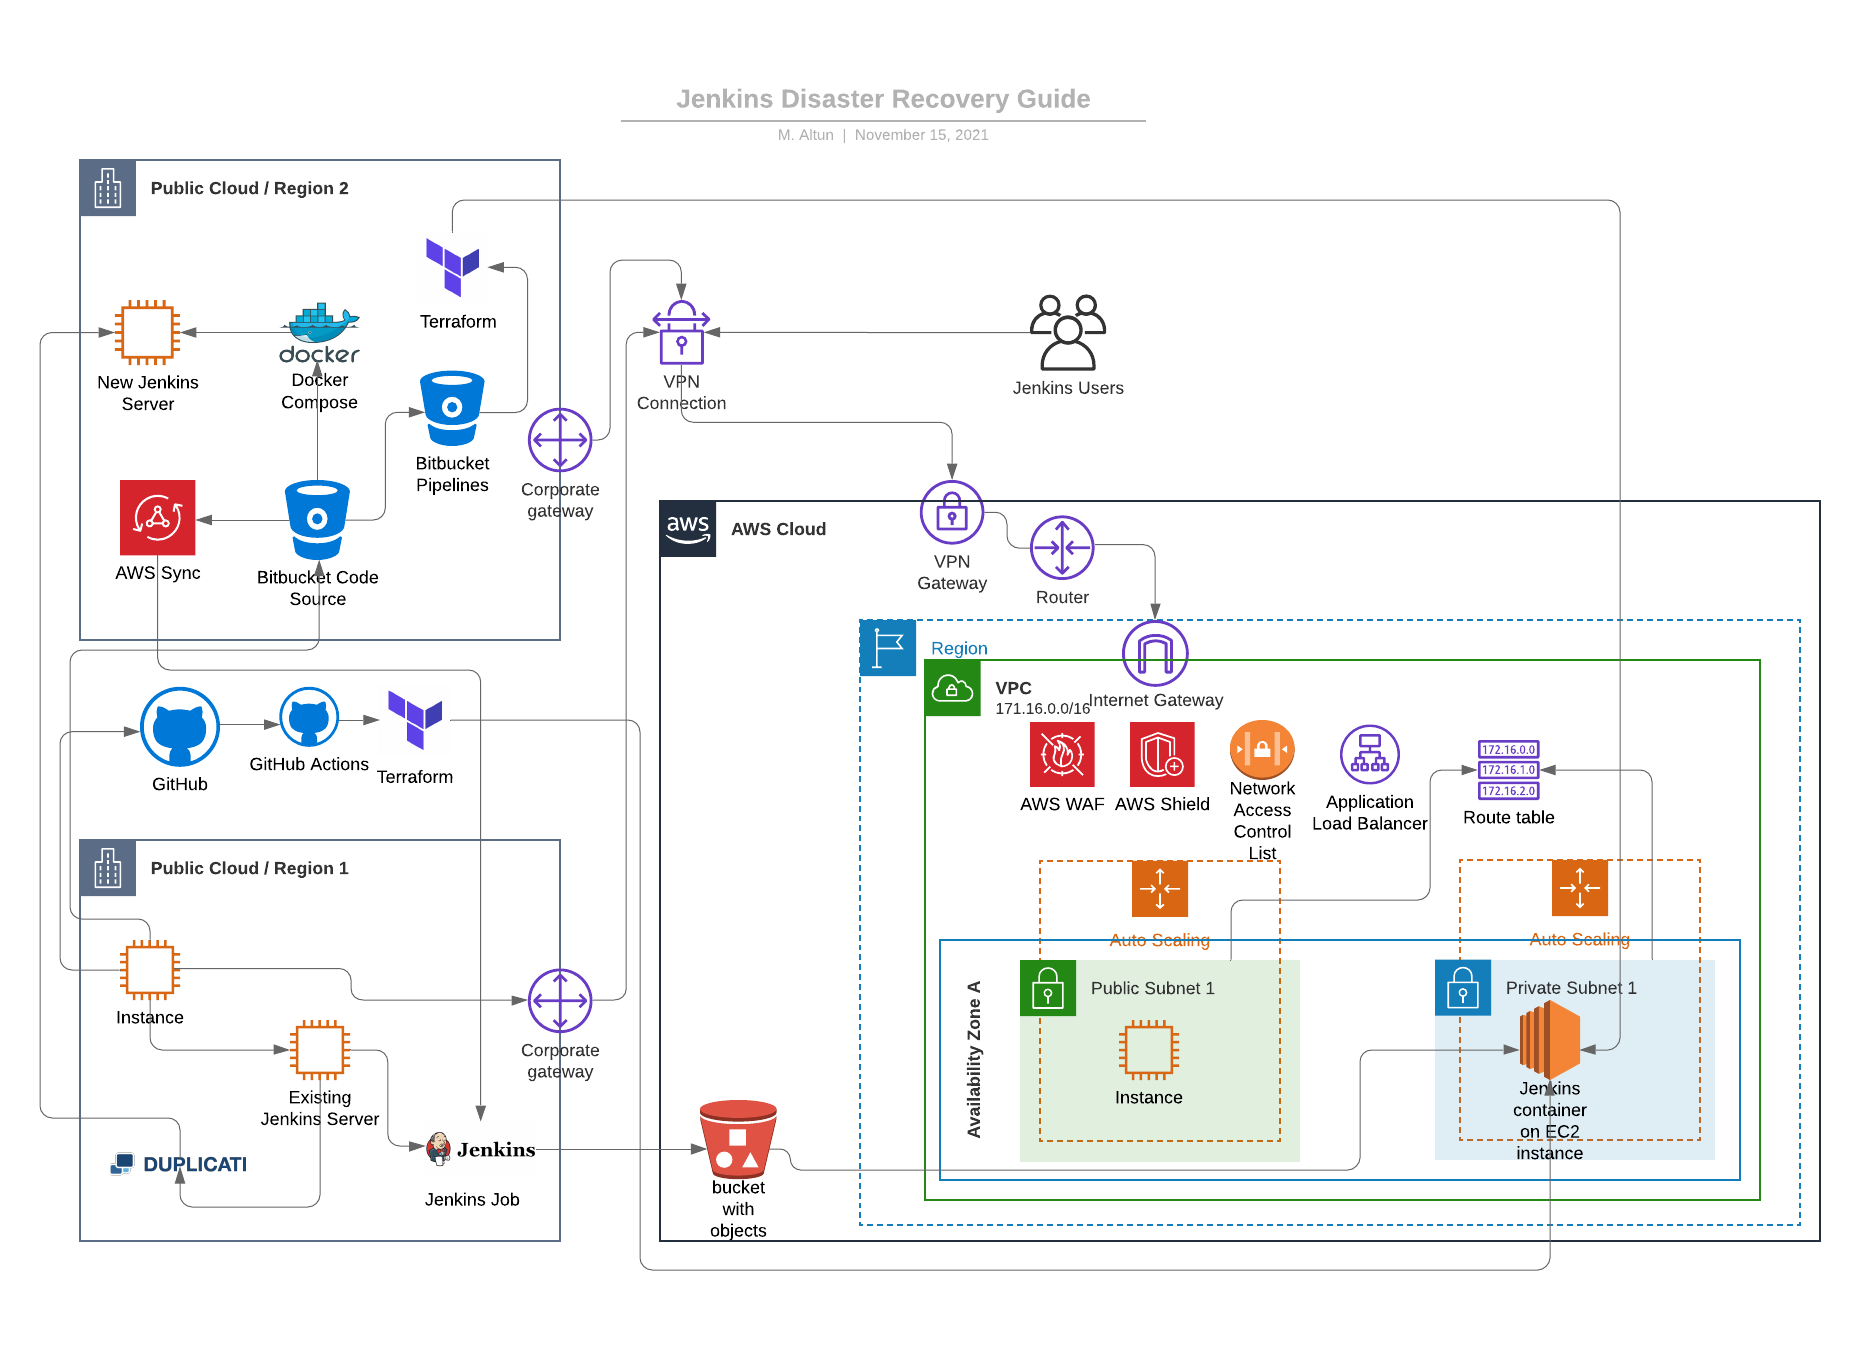 Jenkins Disaster Recovery Guide
M. Altun | November 15, 2021
Public Cloud / Region 2
Terraform
New Jenkins
Server
docker
Docker
Compose
Bitbucket
Pipelines
Corporate
gateway
AWS Sync
Bitbucket Code
Source
VPN
Connection
Jenkins Users
aws
AWS Cloud
VPN
Gateway
Router
Region
VPC
171.16.0.0/16
Internet Gateway
AWS WAF
AWS Shield
Network
Access
Control
List
Application
Load Balancer
172.16.0.0
172.16.1.0
172.16.2.0
Route table
GitHub
GitHub Actions
Terraform
Public Cloud / Region 1
Instance
Corporate
gateway
Existing
Jenkins Server
DUPLICATI
Jenkins
Jenkins Job
bucket
with
objects
Auto Scaling
Auto Scaling
Availability Zone A
Public Subnet 1
Instance
Private Subnet 1
Jenkins
container
on EC2
instance